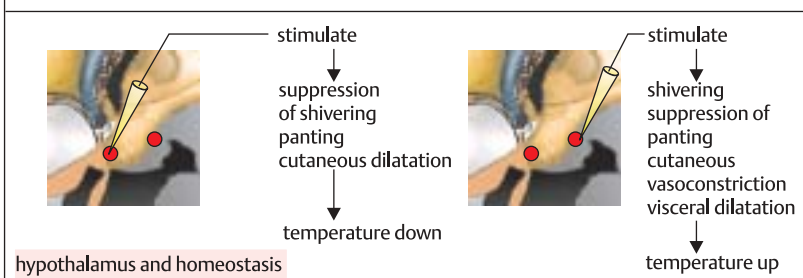 stimulate
suppression
of shivering
panting
cutaneous dilatation
temperature down
stimulate
shivering
suppression of
panting
cutaneous
vasoconstriction
visceral dilatation
temperature up
hypothalamus and homeostasis